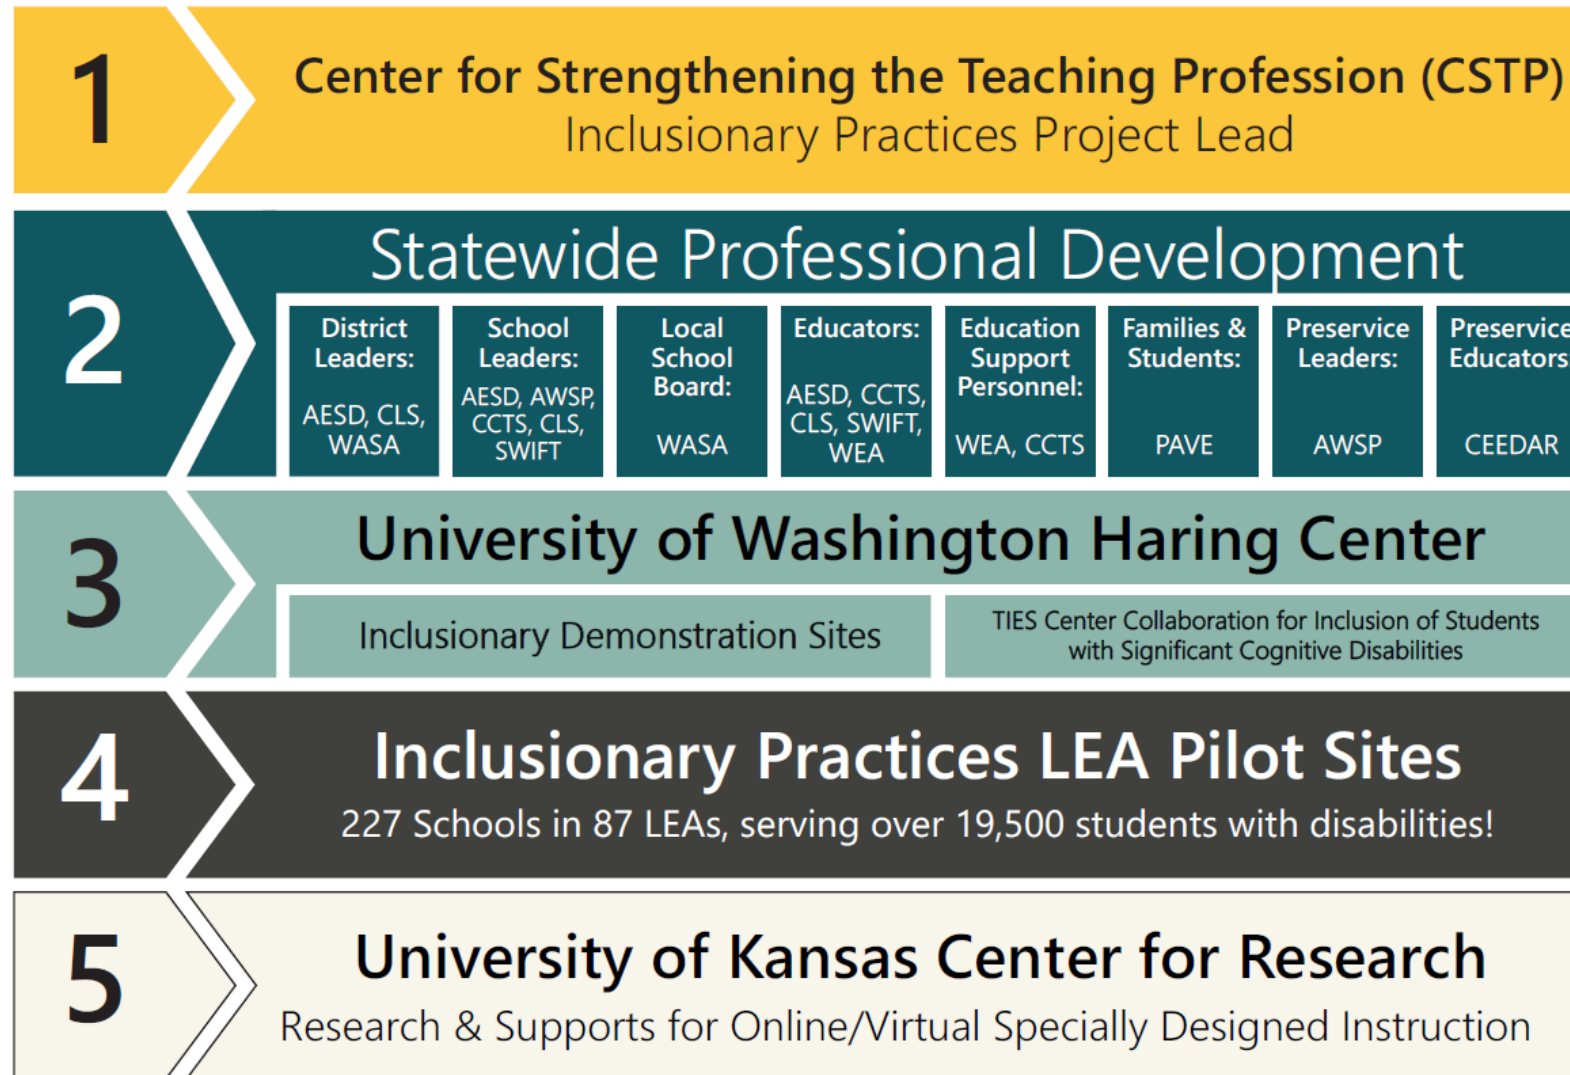 1
Center for Strengthening the Teaching Profession (CSTP)
Inclusionary Practices Project Lead
2
Statewide Professional Development
District
Leaders:
AESD, CLS,
WASA
School
Leaders:
AESD, AWSP,
CCTS, CLS,
SWIFT
Local
School
Board:
WASA
Educators:
AESD, CCTS,
CLS, SWIFT,
WEA
Education
Support
Personnel:
WEA, CCTS
Families &
Students:
PAVE
Preservice
Leaders:
AWSP
Preservice
Educators:
CEEDAR
3
University of Washington Haring Center
Inclusionary Demonstration Sites
TIES Center Collaboration for Inclusion of Students
with Significant Cognitive Disabilities
4
Inclusionary Practices LEA Pilot Sites
227 Schools in 87 LEAs, serving over 19,500 students with disabilities!
5
University of Kansas Center for Research
Research & Supports for Online/Virtual Specially Designed Instruction